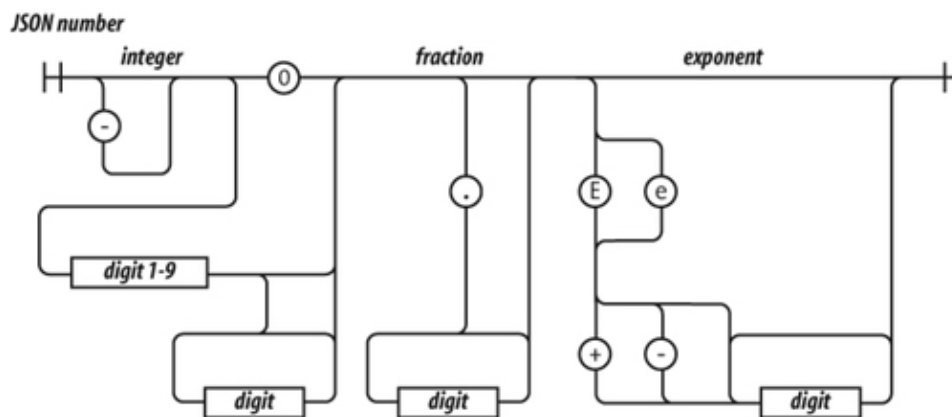 JSON number
integer fraction exponent
0
-
.
E e
digit 1-9
+ -
digit digit digit